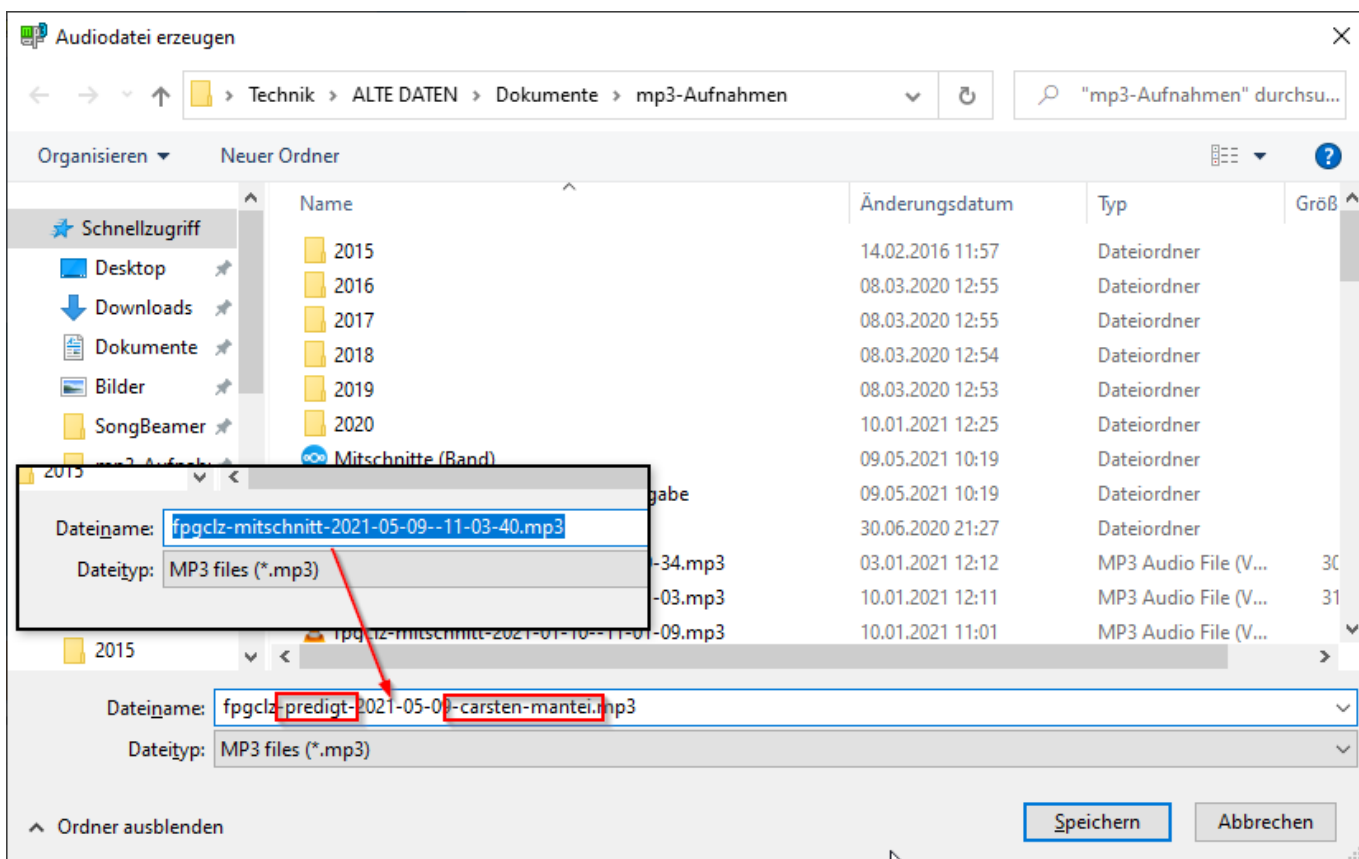 Audiodatei erzeugen
Technik > ALTE DATEN > Dokumente > mp3-Aufnahmen
"mp3-Aufnahmen" durchsu...
Organisieren
Neuer Ordner
Name Änderungsdatum Typ Größ
Schnellzugriff
Desktop
Downloads
Dokumente
Bilder
SongBeamer
2015 14.02.2016 11:57 Dateiordner
2016 08.03.2020 12:55 Dateiordner
2017 08.03.2020 12:55 Dateiordner
2018 08.03.2020 12:54 Dateiordner
2019 08.03.2020 12:53 Dateiordner
2020 10.01.2021 12:25 Dateiordner
Mitschnitte (Band) 09.05.2021 10:19 Dateiordner
gabe 09.05.2021 10:19 Dateiordner
30.06.2020 21:27 Dateiordner
-34.mp3 03.01.2021 12:12 MP3 Audio File (V... 30
-03.mp3 10.01.2021 12:11 MP3 Audio File (V... 31
fpgclz-mitschnitt-2021-01-10--11-01-09.mp3 10.01.2021 11:01 MP3 Audio File (V...
2015
Dateiname: fpgclz-mitschnitt-2021-05-09--11-03-40.mp3
Dateityp: MP3 files (*.mp3)
2015
Dateiname: fpgclz-predigt-2021-05-09-carsten-mantei.mp3
Dateityp: MP3 files (*.mp3)
Ordner ausblenden
Speichern
Abbrechen